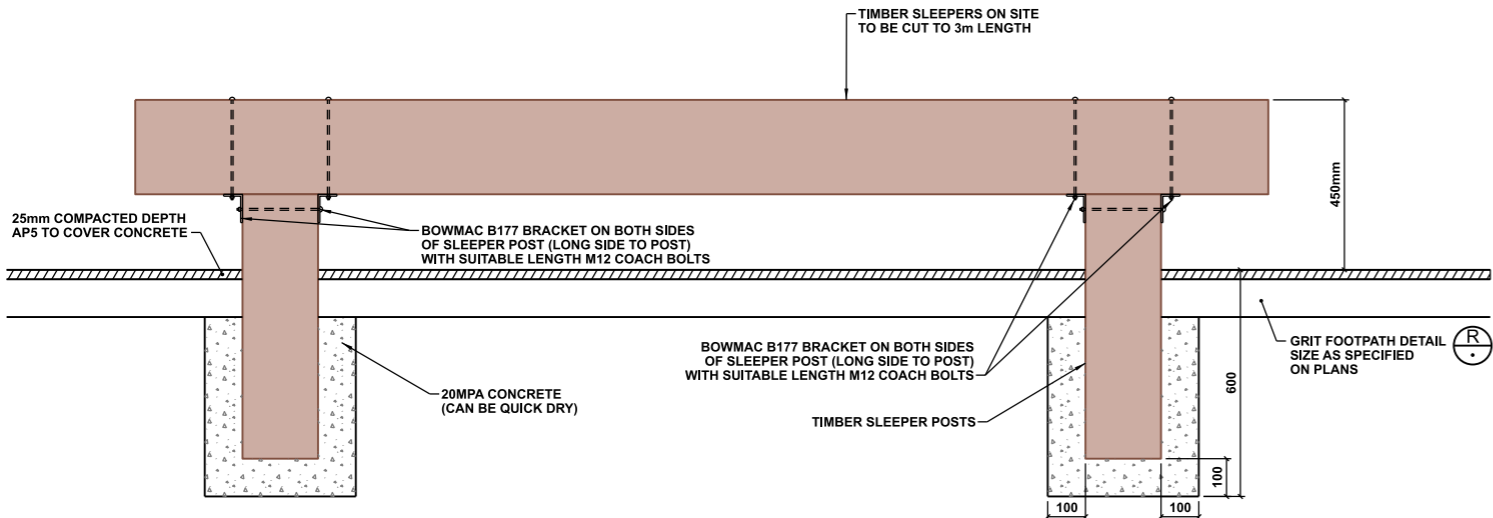 TIMBER SLEEPERS ON SITE
TO BE CUT TO 3m LENGTH
450mm
25mm COMPACTED DEPTH
AP5 TO COVER CONCRETE
BOWMAC B177 BRACKET ON BOTH SIDES
OF SLEEPER POST (LONG SIDE TO POST)
WITH SUITABLE LENGTH M12 COACH BOLTS
BOWMAC B177 BRACKET ON BOTH SIDES
OF SLEEPER POST (LONG SIDE TO POST)
WITH SUITABLE LENGTH M12 COACH BOLTS
GRIT FOOTPATH DETAIL
SIZE AS SPECIFIED
ON PLANS
R
600
20MPA CONCRETE
(CAN BE QUICK DRY)
TIMBER SLEEPER POSTS
100
100
100